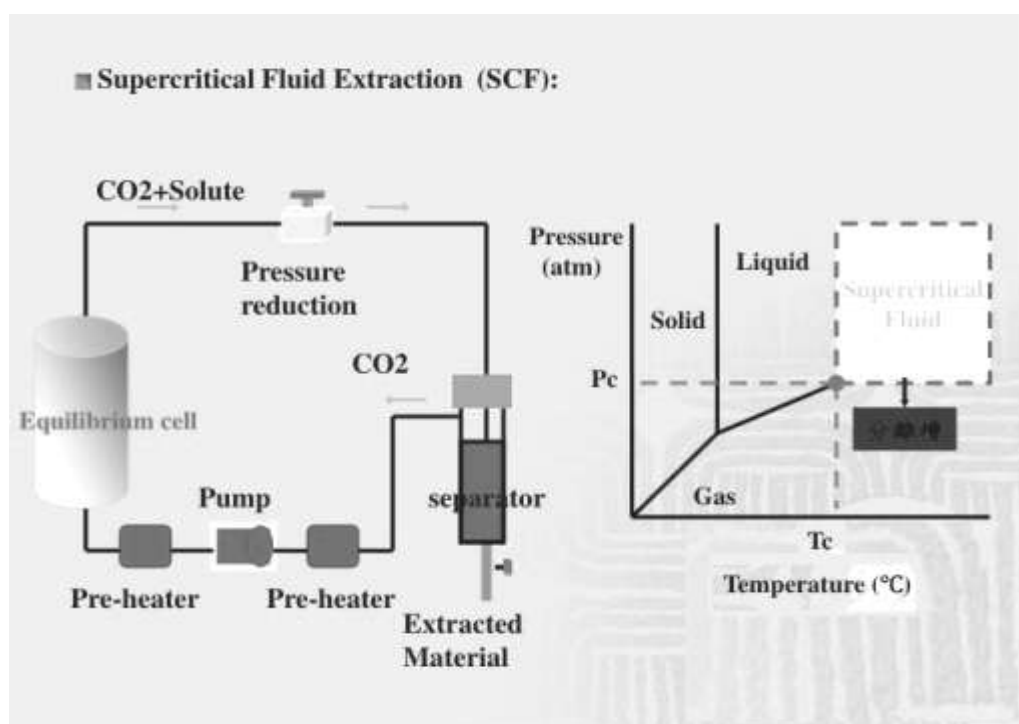 Supercritical Fluid Extraction (SCF):
CO2+Solute
Pressure
reduction
CO2
Equilibrium cell
Pump
separator
Pre-heater
Pre-heater
Extracted
Material
Pressure
(atm)
Liquid
Supercritical
Fluid
Solid
Pc
Gas
Tc
Temperature (℃)